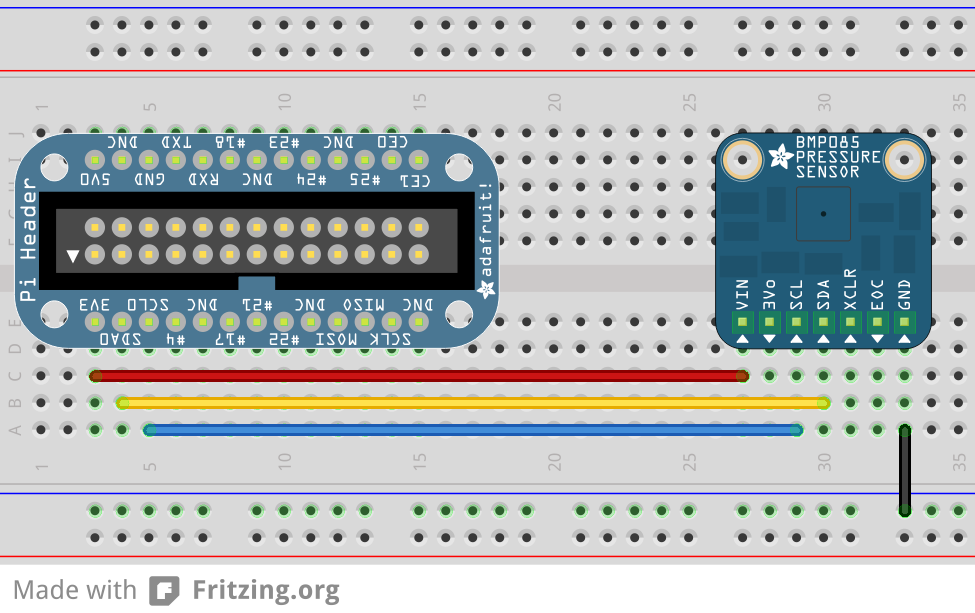 1 5 10 15 20 25 30 35
J
DNC TXD #18 #23 DNC CE0
5V0 GND RXD DNC #24 #25 CE1
Pi Header
adafruit!
3V3 SCL0 DNC #21 DNC MISO DNC
SDA0 #4 #17 #22 MOSI SCLK
BMP085
PRESSURE
SENSOR
VIN 3Vo SCL SDA XCLR EOC GND
E
D
C
B
A
1 5 10 15 20 25 30 35
Made with Fritzing.org